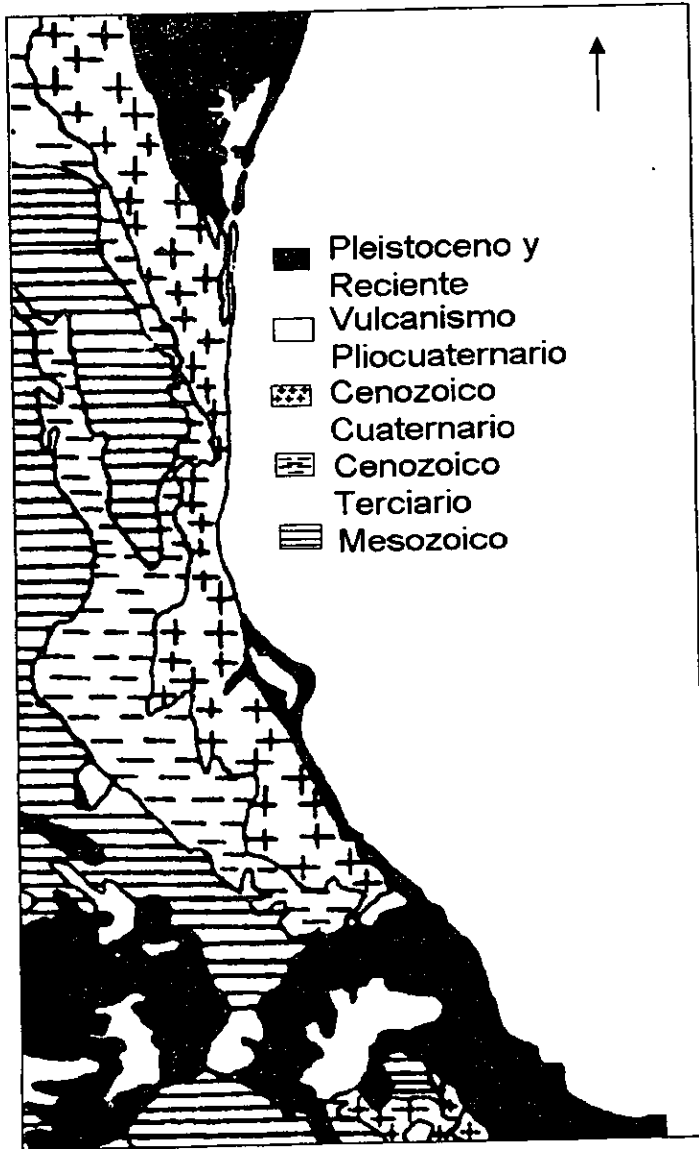 Pleistoceno y
Reciente
Vulcanismo
Pliocuaternario
Cenozoico
Cuaternario
Cenozoico
Terciario
Mesozoico